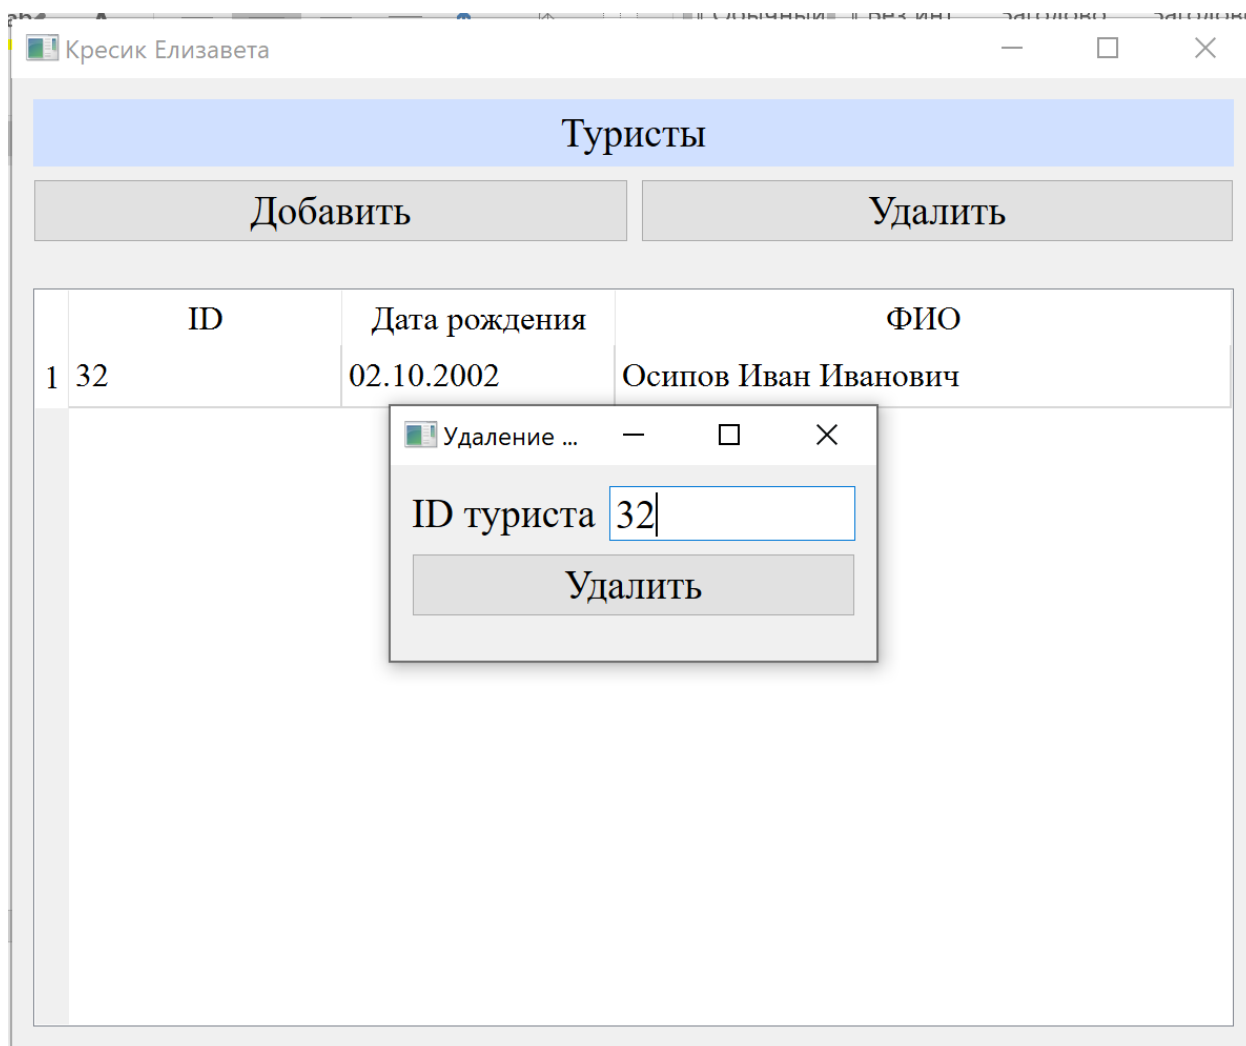 Кресик Елизавета
Туристы
Добавить Удалить
ID Дата рождения ФИО
1 32 02.10.2002 Осипов Иван Иванович
Удаление ...
ID туриста 32
Удалить